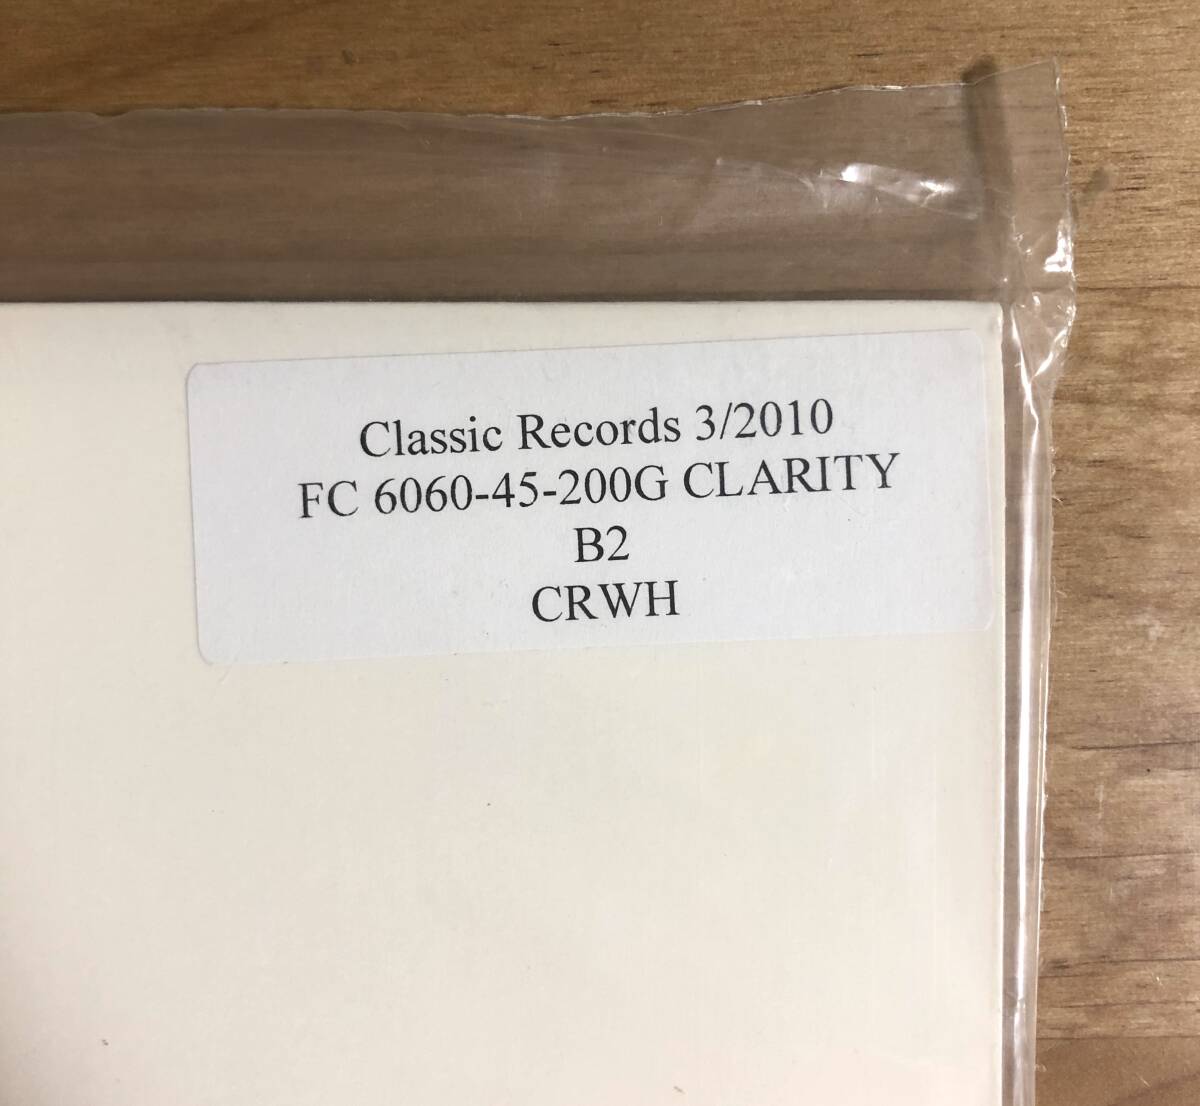 Classic Records 3/2010
FC 6060-45-200G CLARITY
B2
CRWH